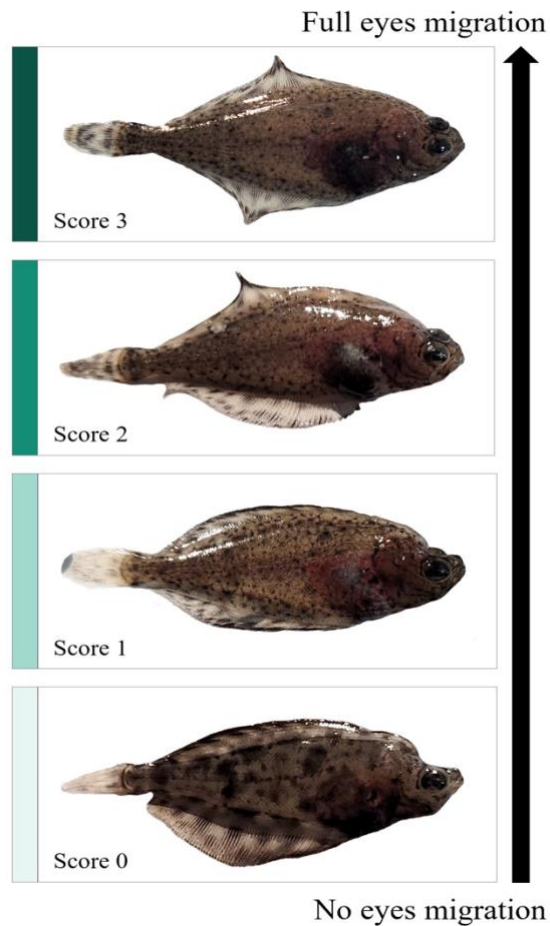 Full eyes migration
Score 3
Score 2
Score 1
Score 0
No eyes migration